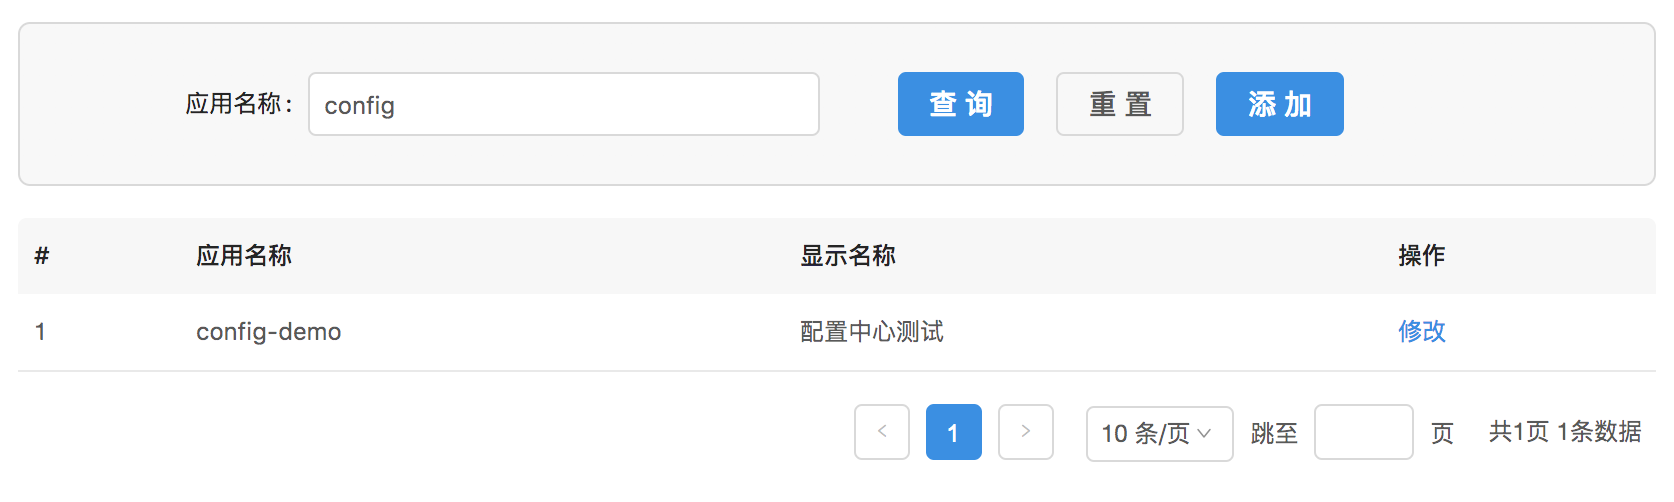 应用名称: config 查 询 重 置 添 加
# 应用名称 显示名称 操作
1 config-demo 配置中心测试 修改
< 1 > 10 条/页 跳至 页 共1页 1条数据